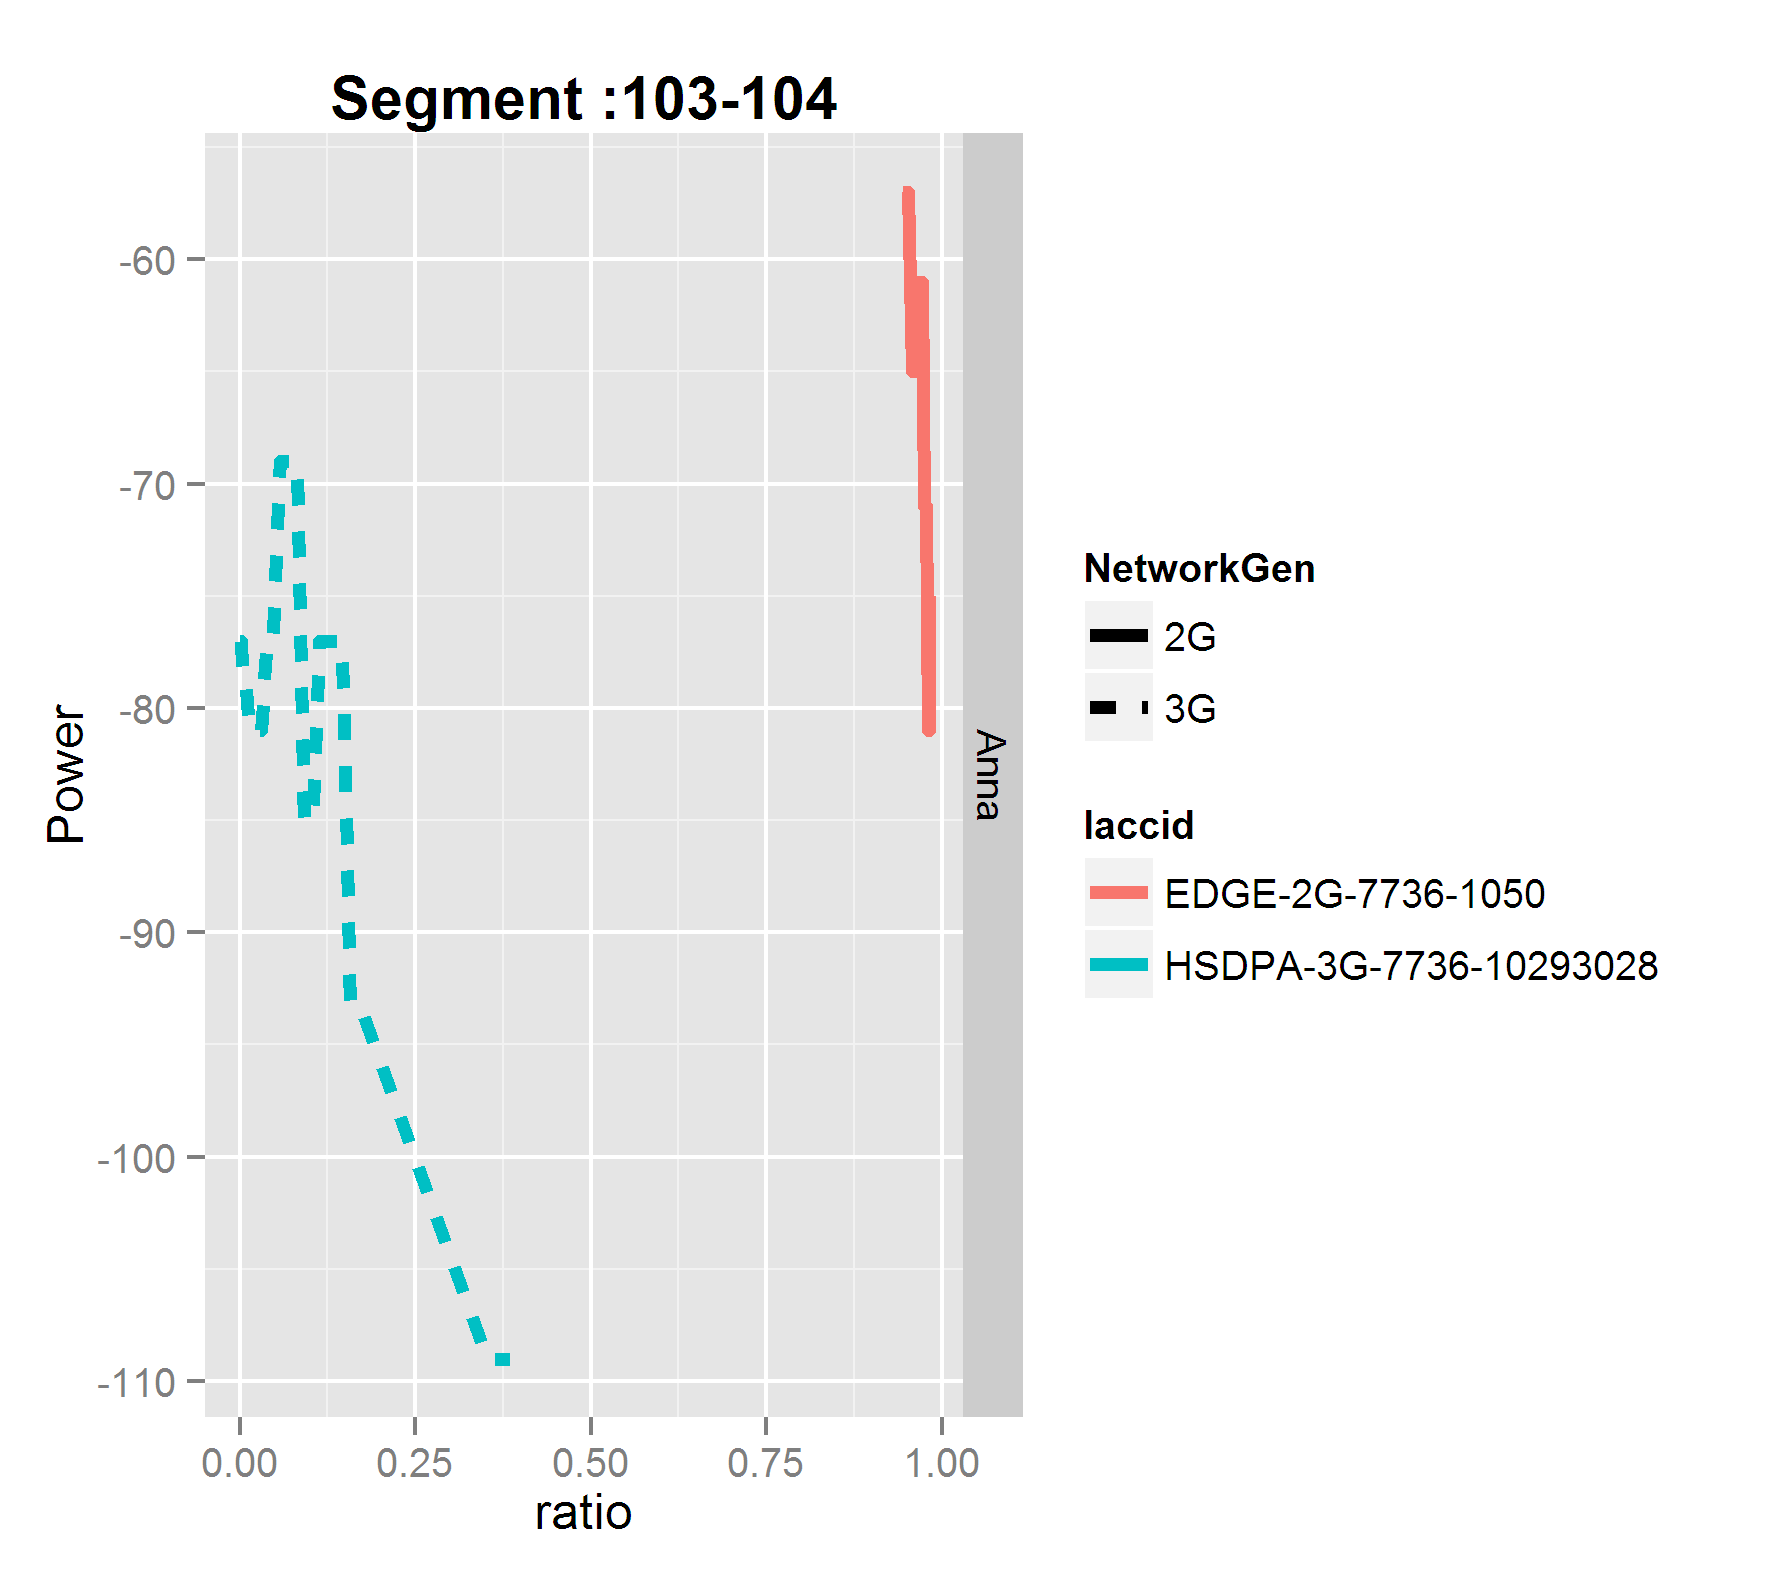 Segment :103-104
-60
-70
-80
-90
-100
-110
Power
0.00 0.25 0.50 0.75 1.00
ratio
Anna
NetworkGen
2G
3G
laccid
EDGE-2G-7736-1050
HSDPA-3G-7736-10293028